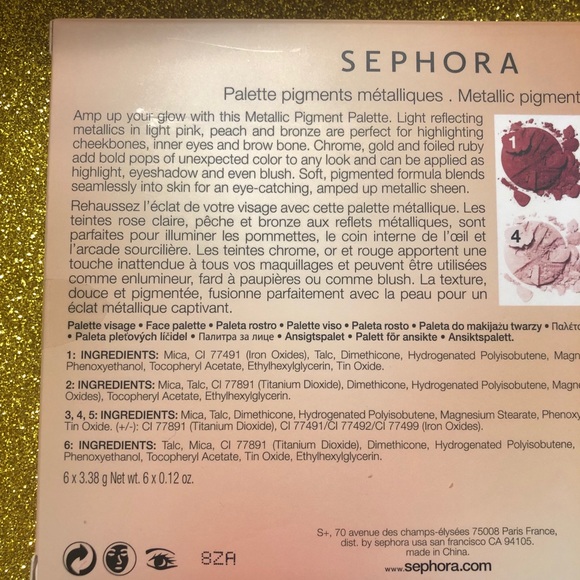 SEPHORA
Palette pigments métalliques . Metallic pigment
Amp up your glow with this Metallic Pigment Palette. Light reflecting
metallics in light pink, peach and bronze are perfect for highlighting
cheekbones, inner eyes and brow bone. Chrome, gold and foiled ruby
add bold pops of unexpected color to any look and can be applied as
highlight, eyeshadow and even blush. Soft, pigmented formula blends
seamlessly into skin for an eye-catching, amped up metallic sheen.
Rehaussez l'éclat de votre visage avec cette palette métallique. Les
teintes rose claire, pêche et bronze aux reflets métalliques, sont
parfaites pour illuminer les pommettes, le coin interne de l'œil et
l'arcade sourcilière. Les teintes chrome, or et rouge apportent une
touche inattendue à tous vos maquillages et peuvent être utilisées
comme enlumineur, fard à paupières ou comme blush. La texture,
douce et pigmentée, fusionne parfaitement avec la peau pour un
éclat métallique captivant.
1
4
Palette visage • Face palette • Paleta rostro • Palette viso • Paleta rosto • Paleta do makijażu twarzy •
• Paleta pleťových líčidel • Палитра за лице • Ansigtspalet • Palett för ansikte • Ansiktspalett.
1: INGREDIENTS: Mica, CI 77491 (Iron Oxides), Talc, Dimethicone, Hydrogenated Polyisobutene, Magn
Phenoxyethanol, Tocopheryl Acetate, Ethylhexylglycerin, Tin Oxide.
2: INGREDIENTS: Mica, Talc, CI 77891 (Titanium Dioxide), Dimethicone, Hydrogenated Polyisobutene,
Oxides), Tocopheryl Acetate, Ethylhexylglycerin.
3, 4, 5: INGREDIENTS: Mica, Talc, Dimethicone, Hydrogenated Polyisobutene, Magnesium Stearate, Phenoxy
Tin Oxide. (+/-): CI 77891 (Titanium Dioxide), CI 77491/CI 77492/CI 77499 (Iron Oxides).
6: INGREDIENTS: Talc, Mica, CI 77891 (Titanium Dioxide), Dimethicone, Hydrogenated Polyisobutene,
Phenoxyethanol, Tocopheryl Acetate, Tin Oxide, Ethylhexylglycerin.
6 x 3.38 g Net wt. 6 x 0.12 oz.
S+, 70 avenue des champs-élysées 75008 Paris France,
dist. by sephora usa san francisco CA 94105.
made in China.
www.sephora.com
8ZA